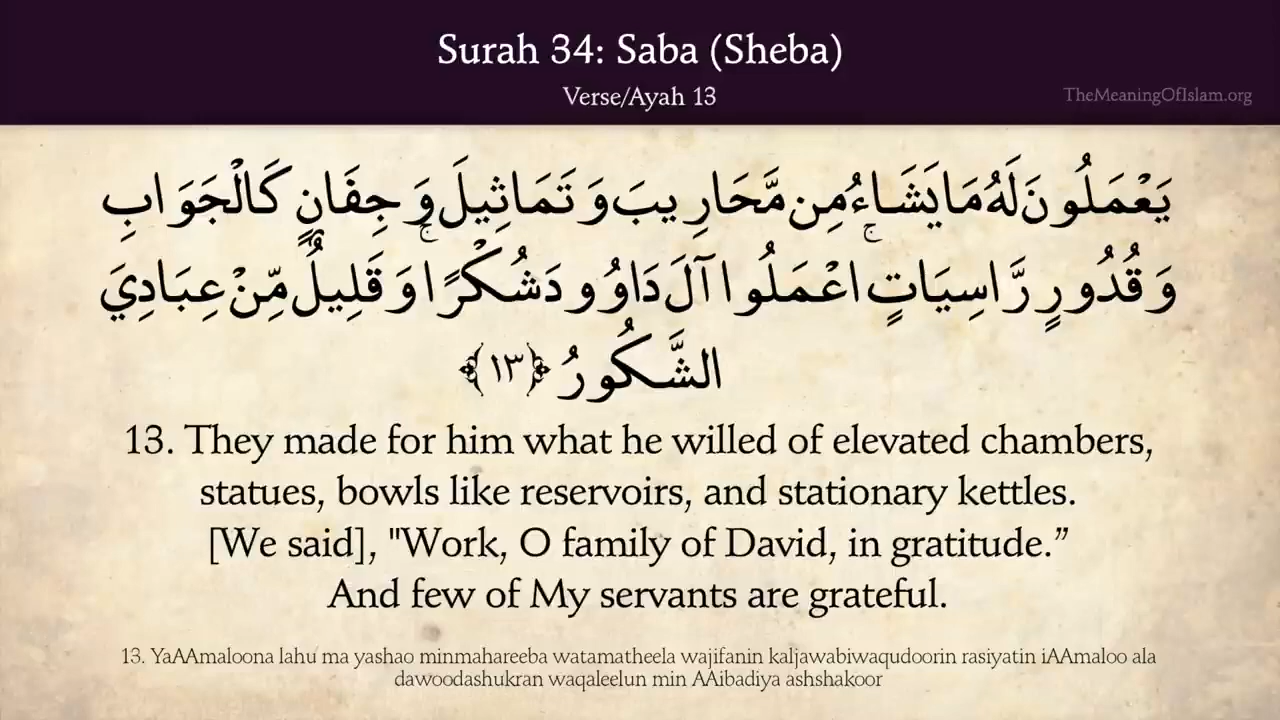 Surah 34: Saba (Sheba)
Verse/Ayah 13
TheMeaningOfIslam.org
يَعْمَلُونَ لَهُ مَا يَشَاءُ مِن مَّحَارِيبَ وَتَمَاثِيلَ وَجِفَانٍ كَالْجَوَابِ
وَقُدُورٍ رَّاسِيَاتٍ ۚ اعْمَلُوا آلَ دَاوُودَ شُكْرًا ۚ وَقَلِيلٌ مِّنْ عِبَادِيَ
الشَّكُورُ ﴿١٣﴾
13. They made for him what he willed of elevated chambers,
statues, bowls like reservoirs, and stationary kettles.
[We said], "Work, O family of David, in gratitude.”
And few of My servants are grateful.
13. YaAAmaloona lahu ma yashao minmahareeba watamatheela wajifanin kaljawabiwaqudoorin rasiyatin iAAmaloo ala
dawoodashukran waqaleelun min AAibadiya ashshakoor